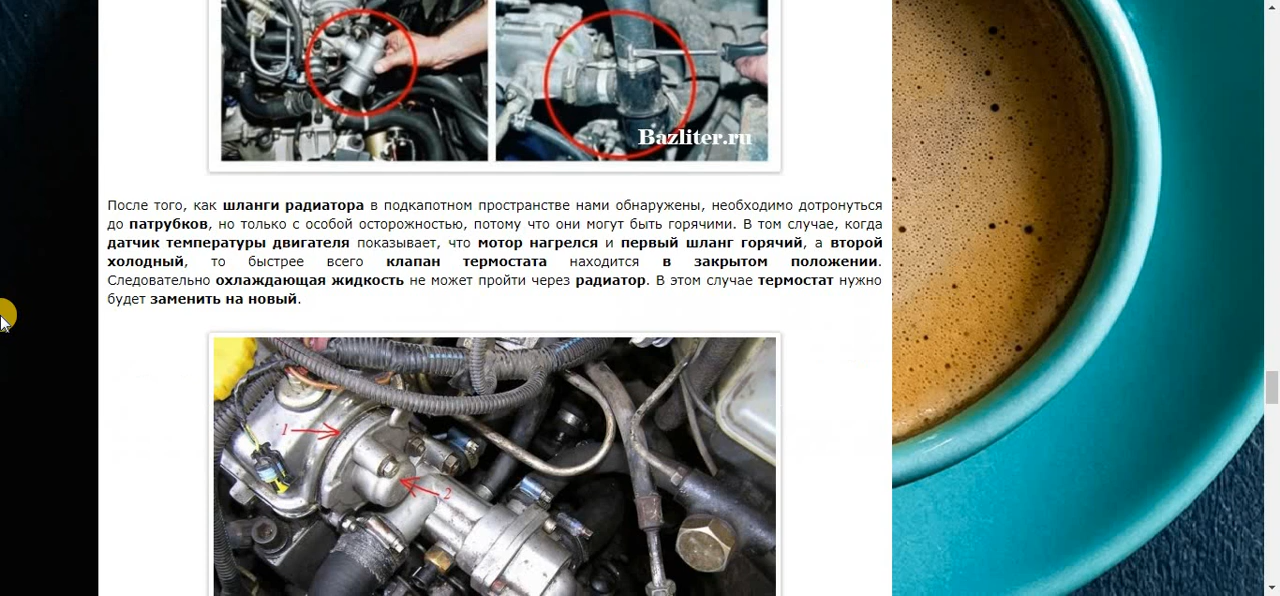 Bazliter.ru
После того, как шланги радиатора в подкапотном пространстве нами обнаружены, необходимо дотронуться
до патрубков, но только с особой осторожностью, потому что они могут быть горячими. В том случае, когда
датчик температуры двигателя показывает, что мотор нагрелся и первый шланг горячий, а второй
холодный, то быстрее всего клапан термостата находится в закрытом положении.
Следовательно охлаждающая жидкость не может пройти через радиатор. В этом случае термостат нужно
будет заменить на новый.
1
2